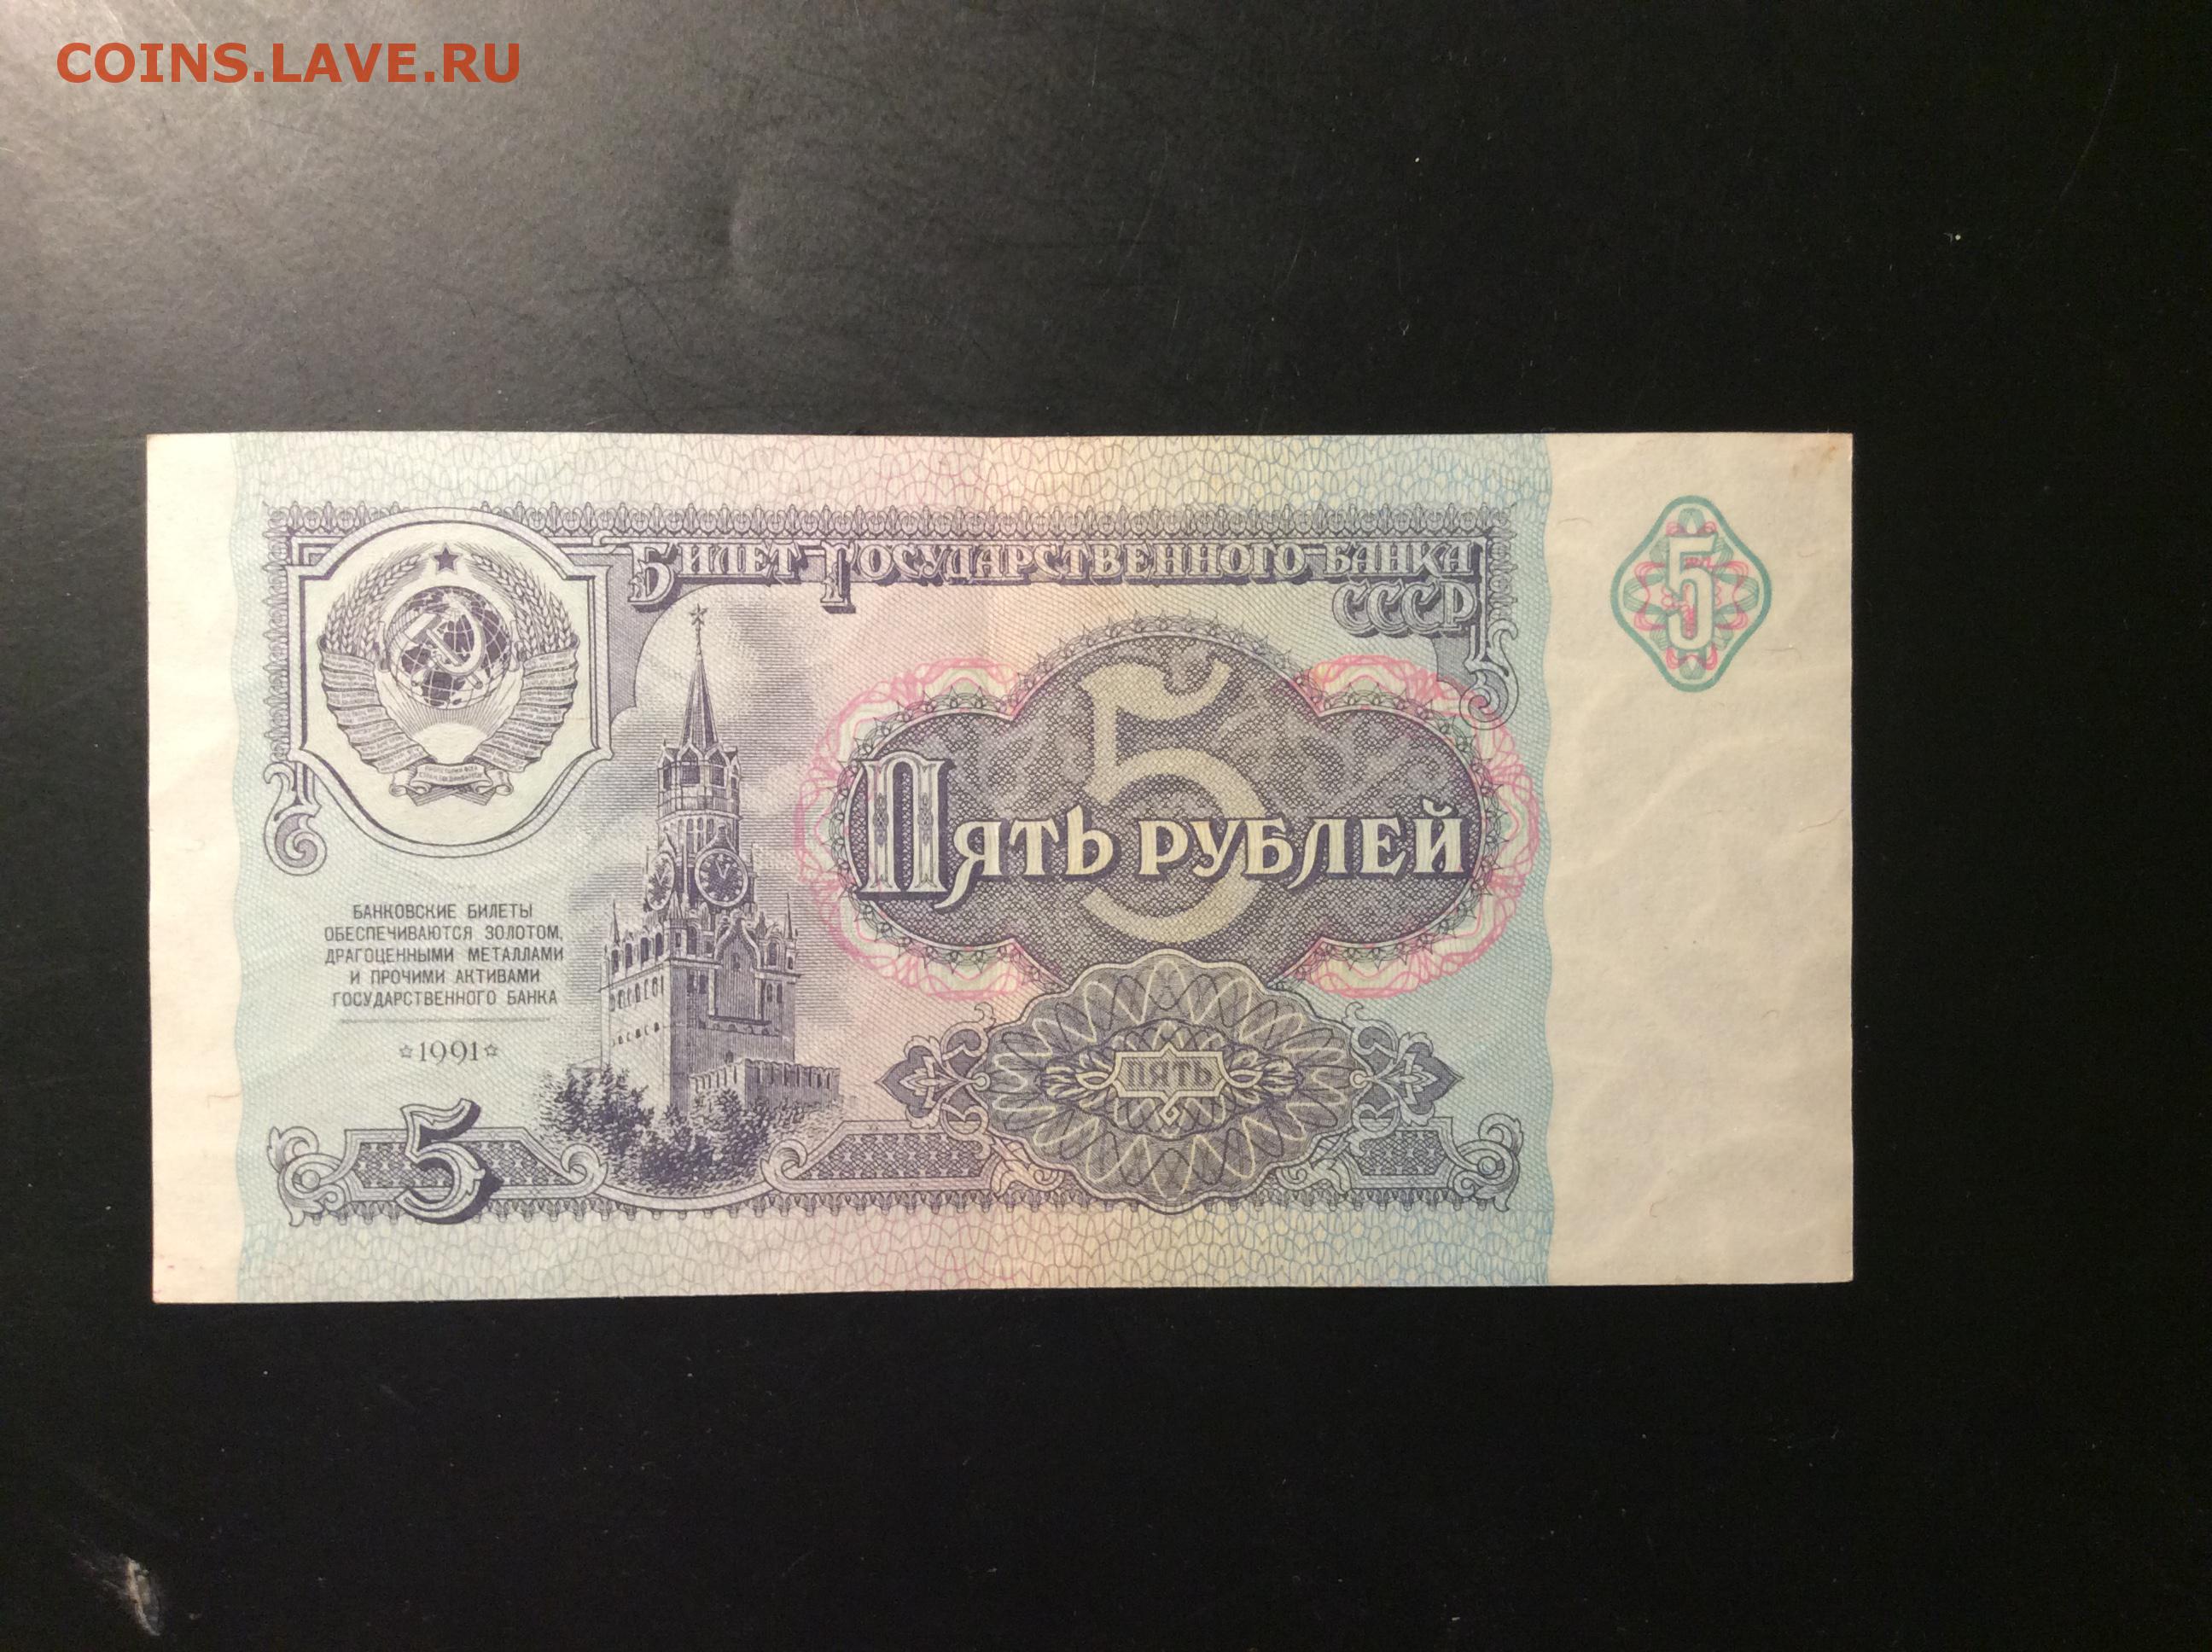 COINS.LAVE.RU
Билет Государственного банка
СССР
5
5
Пять рублей
БАНКОВСКИЕ БИЛЕТЫ
ОБЕСПЕЧИВАЮТСЯ ЗОЛОТОМ,
ДРАГОЦЕННЫМИ МЕТАЛЛАМИ
И ПРОЧИМИ АКТИВАМИ
ГОСУДАРСТВЕННОГО БАНКА
☆1991☆
ПЯТЬ
5